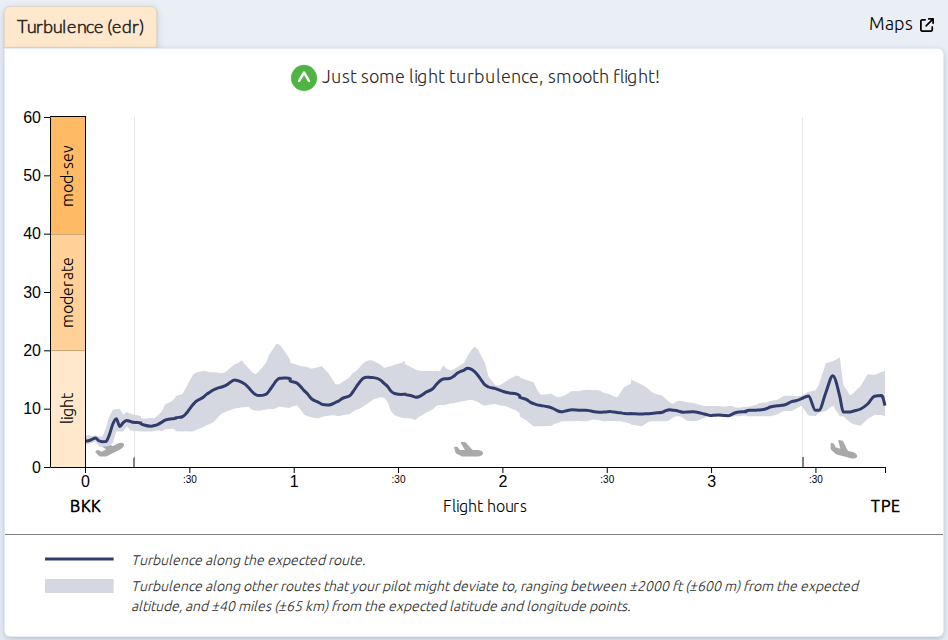 Turbulence (edr)
Maps
Just some light turbulence, smooth flight!
60
50
40
30
20
10
0
mod-sev
moderate
light
0 :30 1 :30 2 :30 3 :30
BKK Flight hours TPE
Turbulence along the expected route.
Turbulence along other routes that your pilot might deviate to, ranging between ±2000 ft (±600 m) from the expected
altitude, and ±40 miles (±65 km) from the expected latitude and longitude points.